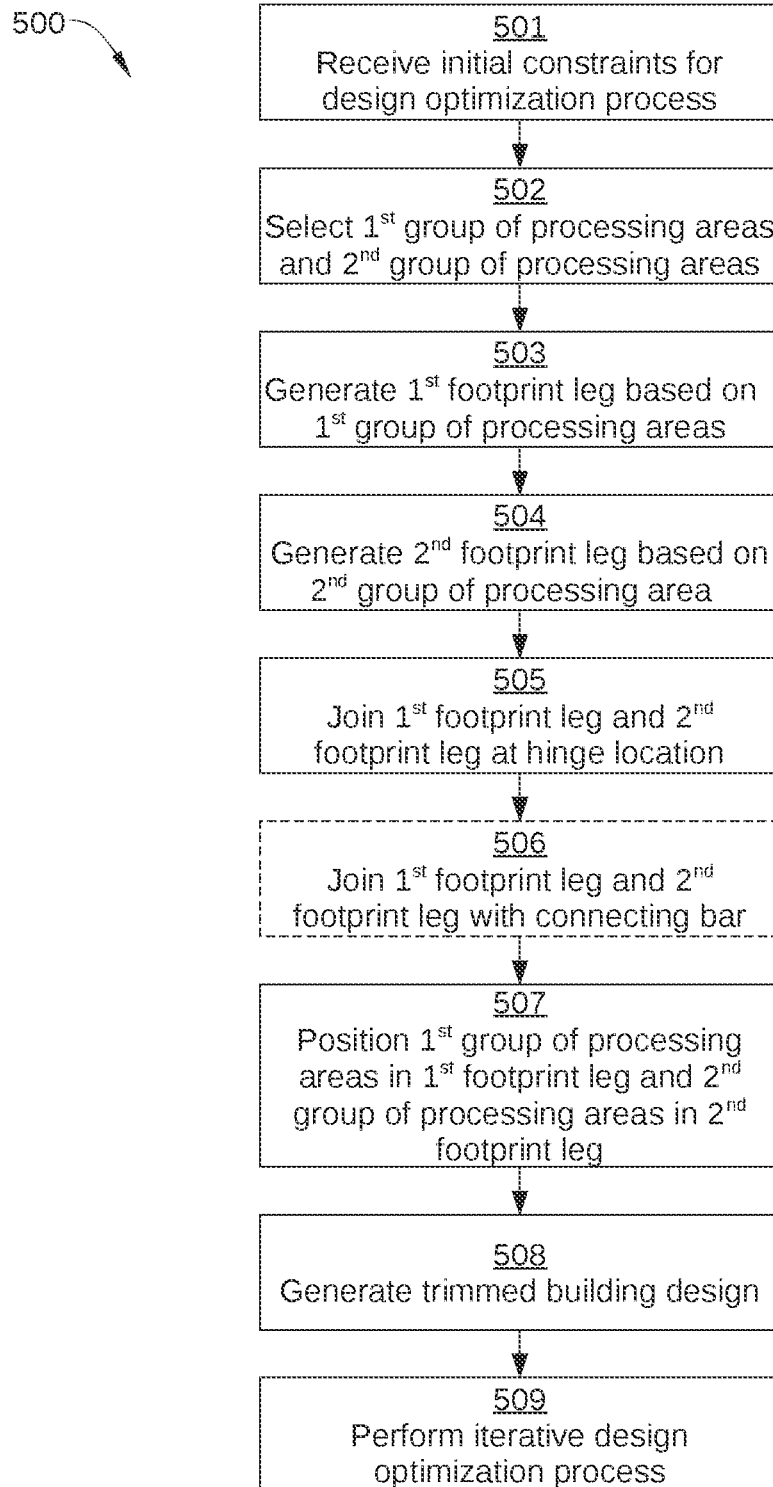 500
501
Receive initial constraints for
design optimization process
502
Select 1st group of processing areas
and 2nd group of processing areas
503
Generate 1st footprint leg based on
1st group of processing areas
504
Generate 2nd footprint leg based on
2nd group of processing area
505
Join 1st footprint leg and 2nd
footprint leg at hinge location
506
Join 1st footprint leg and 2nd
footprint leg with connecting bar
507
Position 1st group of processing
areas in 1st footprint leg and 2nd
group of processing areas in 2nd
footprint leg
508
Generate trimmed building design
509
Perform iterative design
optimization process